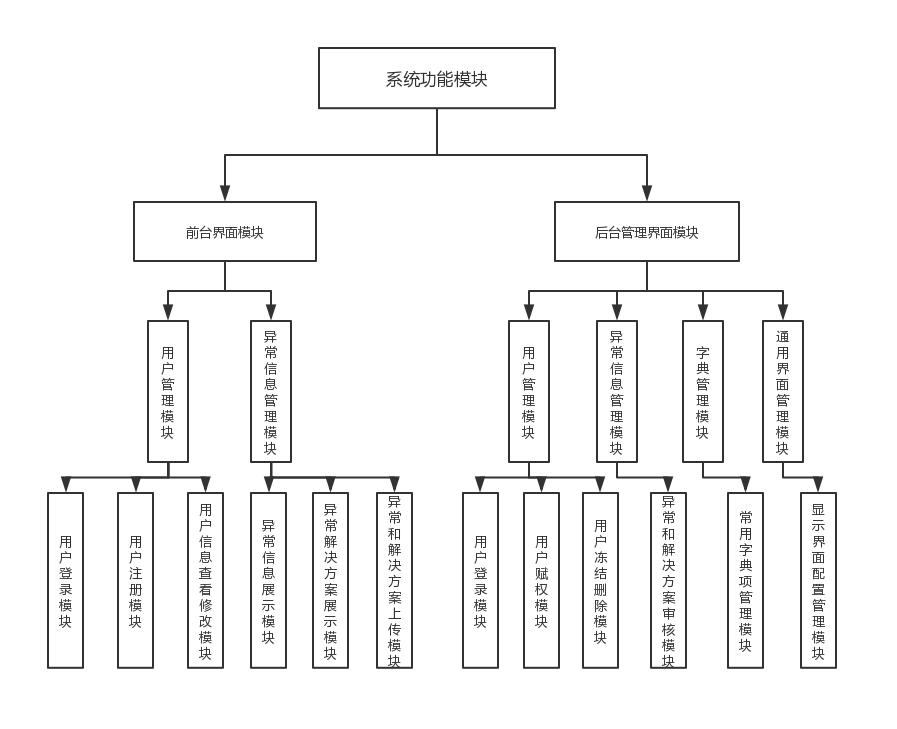 系统功能模块
前台界面模块
后台管理界面模块
用户管理模块
异常信息管理模块
用户管理模块
异常信息管理模块
字典管理模块
通用界面管理模块
用户登录模块
用户注册模块
用户信息查看修改模块
异常信息展示模块
异常解决方案展示模块
异常和解决方案上传模块
用户登录模块
用户赋权模块
用户冻结删除模块
异常和解决方案审核模块
常用字典项管理模块
显示界面配置管理模块